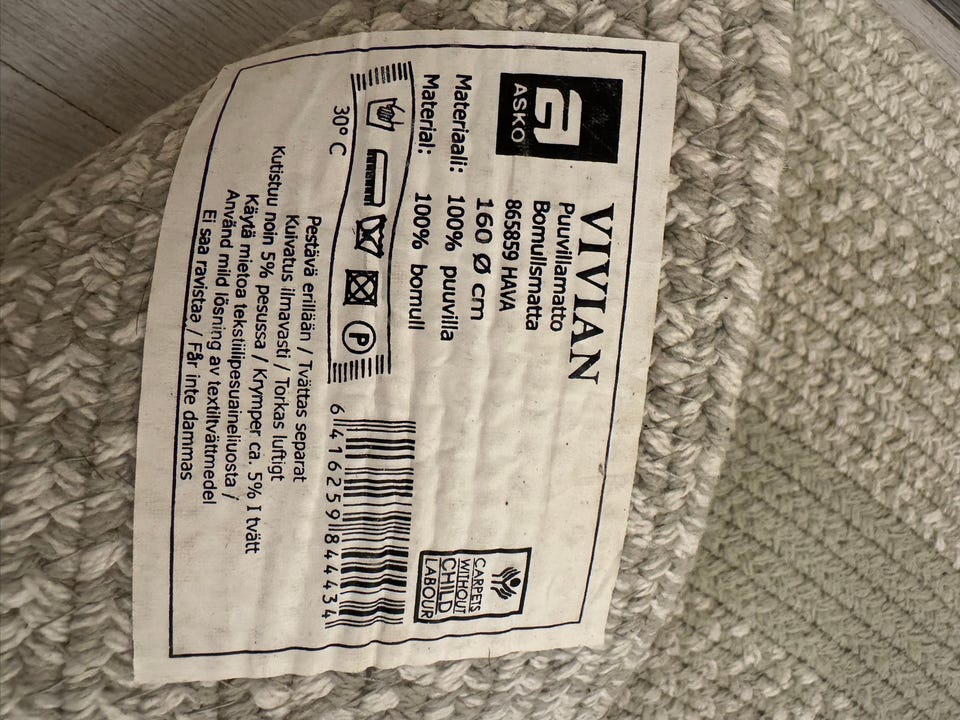 ASKO
VIVIAN
Puuvillamatto
Bomullsmatta
865859 HAVA
160 Ø cm
Materiaali: 100% puuvilla
Material: 100% bomull
30° C
P
6 416259 844434
CARPETS
WITHOUT
CHILD
LABOUR
Pestävä erillään / Tvättas separat
Kuivatus ilmavasti / Torkas luftigt
Kutistuu noin 5% pesussa / Krymper ca. 5% I tvätt
Käytä mietoa tekstiilipesuaineliuosta /
Använd mild lösning av textiltvättmedel
Ei saa ravistaa / Får inte dammas